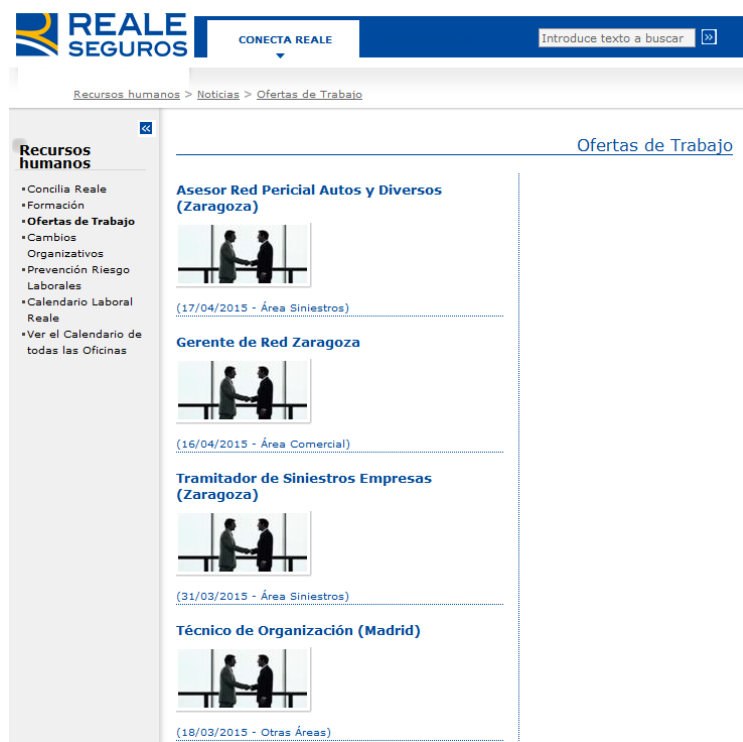 REALE
SEGUROS
CONECTA REALE
Introduce texto a buscar
Recursos humanos > Noticias > Ofertas de Trabajo
Recursos
humanos
Concilia Reale
Formación
Ofertas de Trabajo
Cambios
Organizativos
Prevención Riesgo
Laborales
Calendario Laboral
Reale
Ver el Calendario de
todas las Oficinas
Ofertas de Trabajo
Asesor Red Pericial Autos y Diversos
(Zaragoza)
(17/04/2015 - Área Siniestros)
Gerente de Red Zaragoza
(16/04/2015 - Área Comercial)
Tramitador de Siniestros Empresas
(Zaragoza)
(31/03/2015 - Área Siniestros)
Técnico de Organización (Madrid)
(18/03/2015 - Otras Áreas)